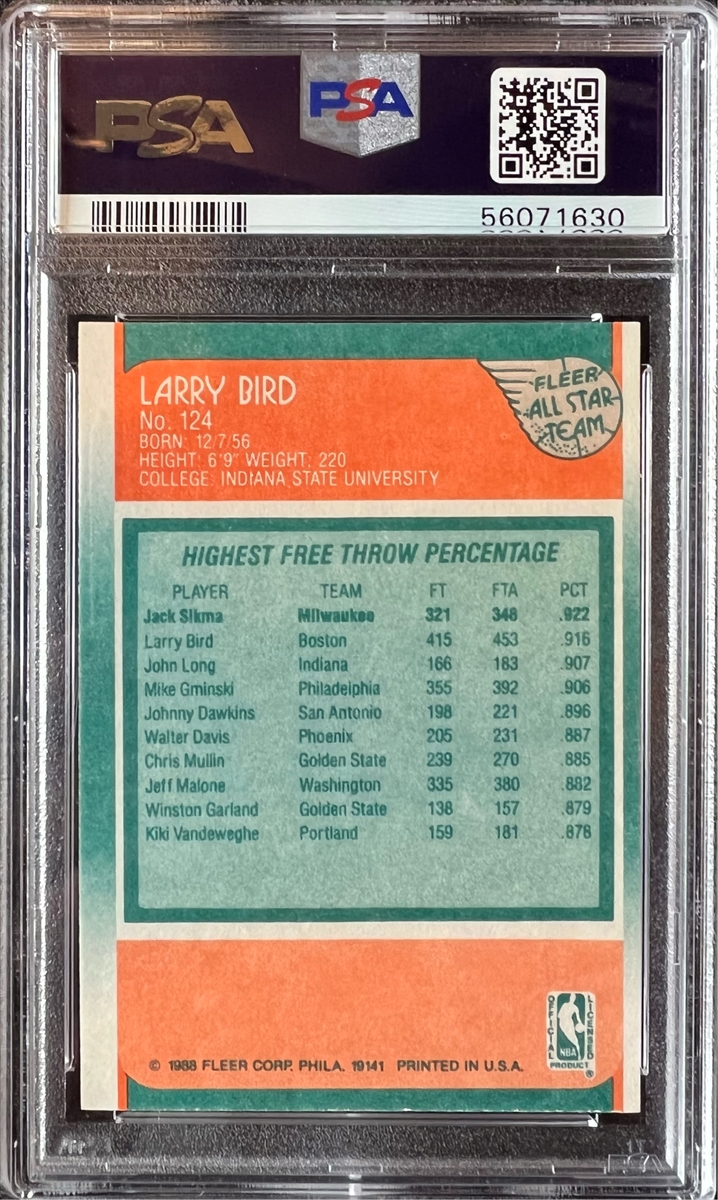 PSA
PSA
56071630
LARRY BIRD
No. 124
BORN: 12/7/56
HEIGHT: 6'9" WEIGHT: 220
COLLEGE: INDIANA STATE UNIVERSITY
FLEER
ALL STAR
TEAM
HIGHEST FREE THROW PERCENTAGE
PLAYER TEAM FT FTA PCT
Jack Sikma Milwaukee 321 348 .922
Larry Bird Boston 415 453 .916
John Long Indiana 166 183 .907
Mike Gminski Philadelphia 355 392 .906
Johnny Dawkins San Antonio 198 221 .896
Walter Davis Phoenix 205 231 .887
Chris Mullin Golden State 239 270 .885
Jeff Malone Washington 335 380 .882
Winston Garland Golden State 138 157 .879
Kiki Vandeweghe Portland 159 181 .878
OFFICIAL
LICENSED
NBA
PRODUCT
®
© 1988 FLEER CORP. PHILA. 19141 PRINTED IN U.S.A.
PSA